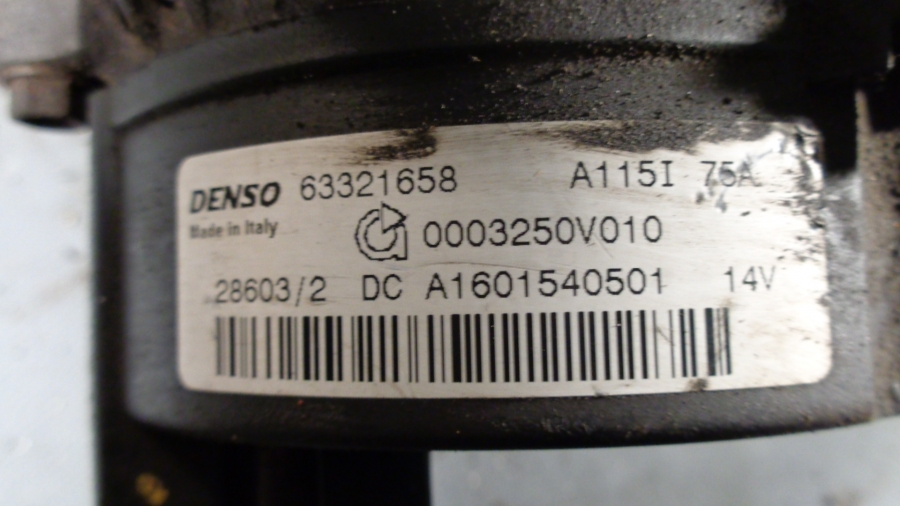 DENSO 63321658 A115I 75A
Made in Italy 0003250V010
28603/2 DC A1601540501 14V